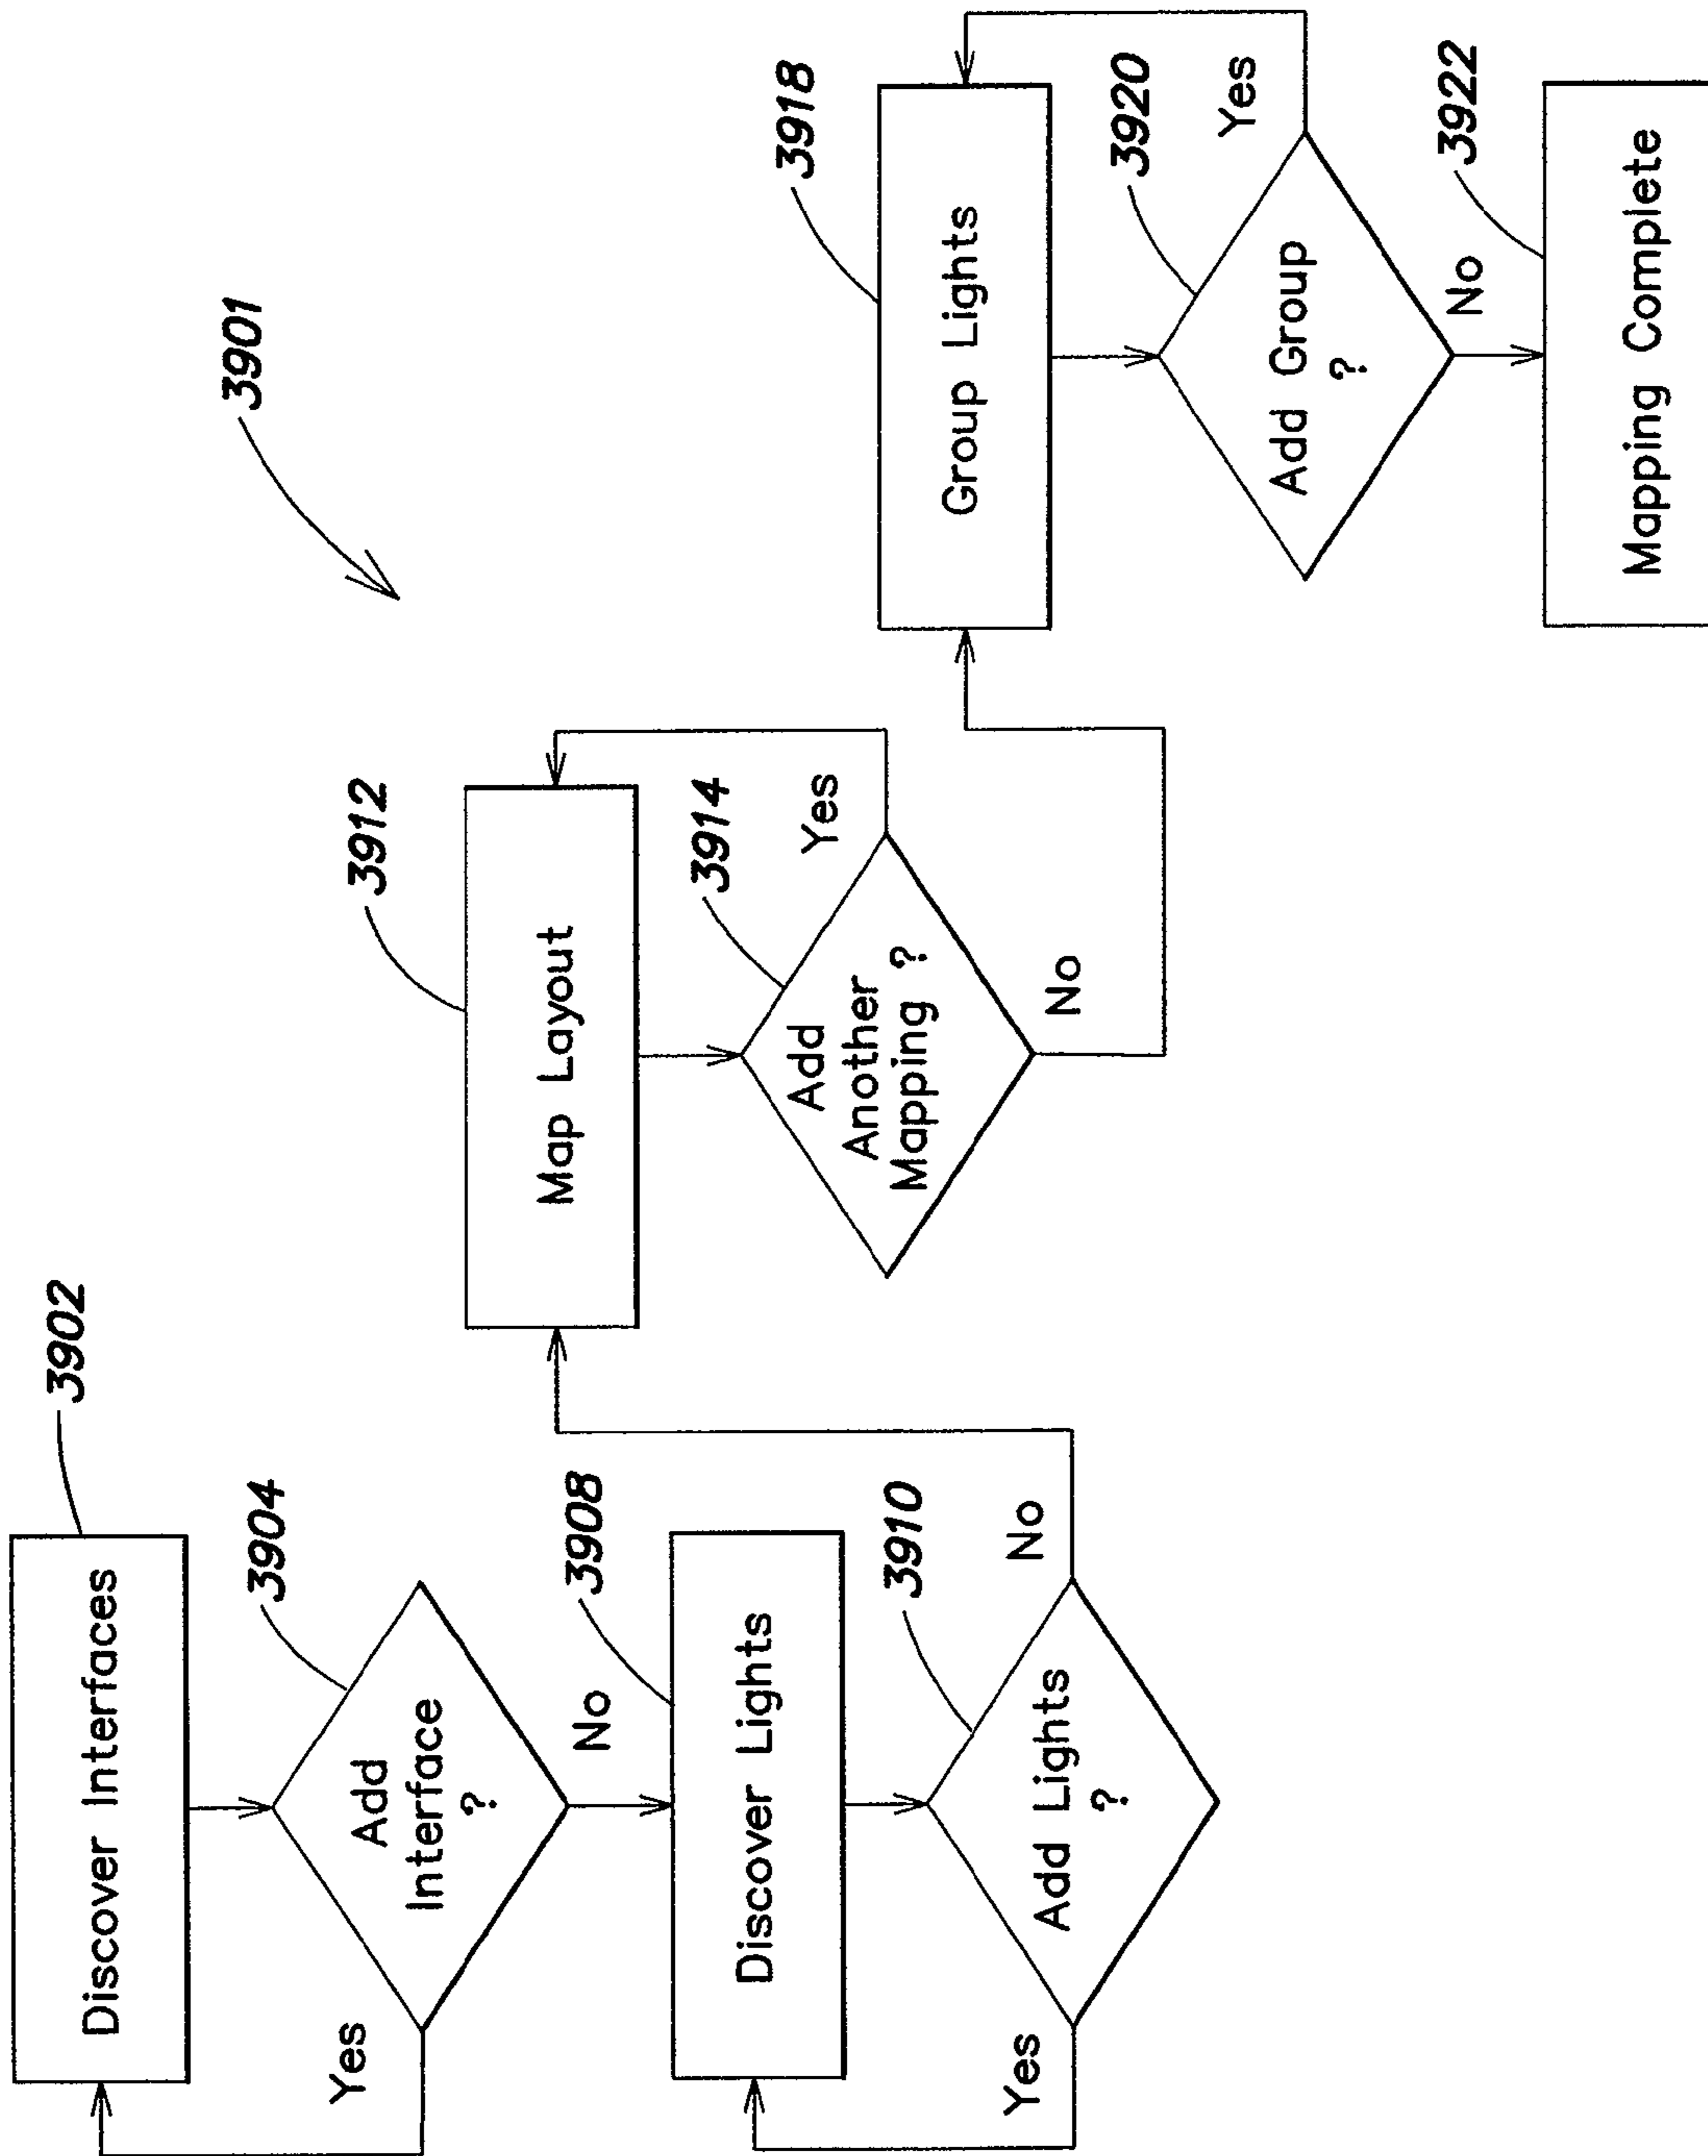 3901
3902
Discover Interfaces
3904
Add
Interface
?
Yes
No
3908
Discover Lights
3910
Add Lights
?
Yes
No
3912
Map Layout
3914
Add
Another
Mapping ?
Yes
No
3918
Group Lights
3920
Add Group
?
Yes
No
3922
Mapping Complete